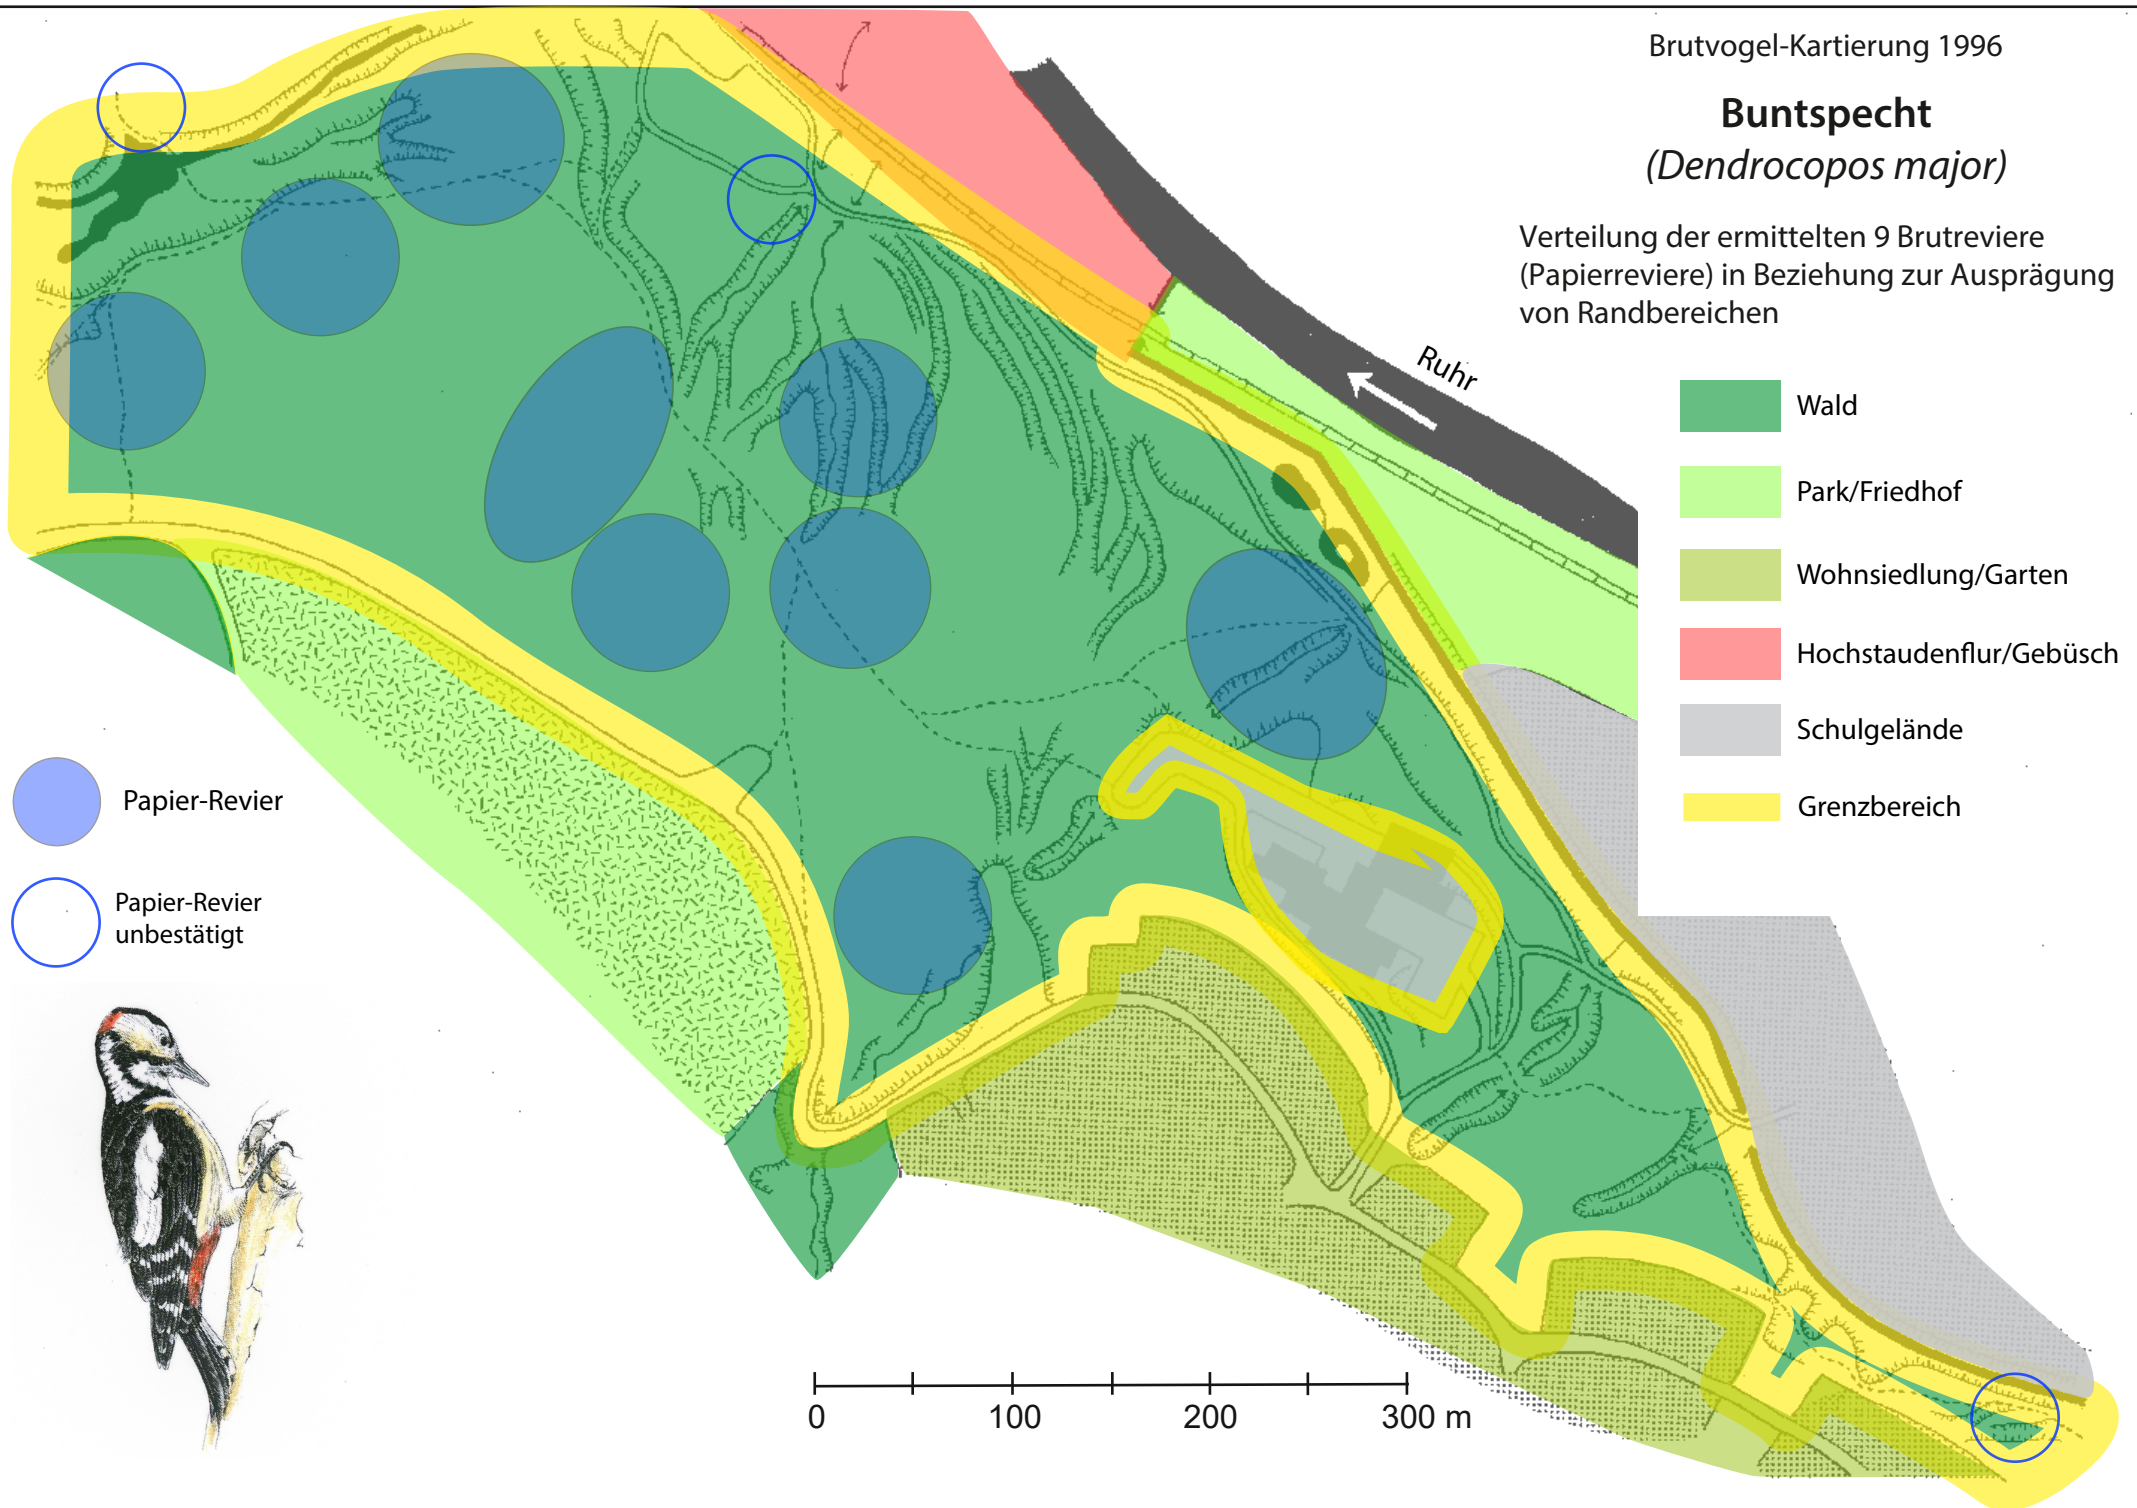 Brutvogel-Kartierung 1996
Buntspecht
(Dendrocopos major)
Verteilung der ermittelten 9 Brutreviere
(Papierreviere) in Beziehung zur Ausprägung
von Randbereichen
Ruhr
Wald
Park/Friedhof
Wohnsiedlung/Garten
Hochstaudenflur/Gebüsch
Schulgelände
Grenzbereich
Papier-Revier
Papier-Revier
unbestätigt
0 100 200 300 m